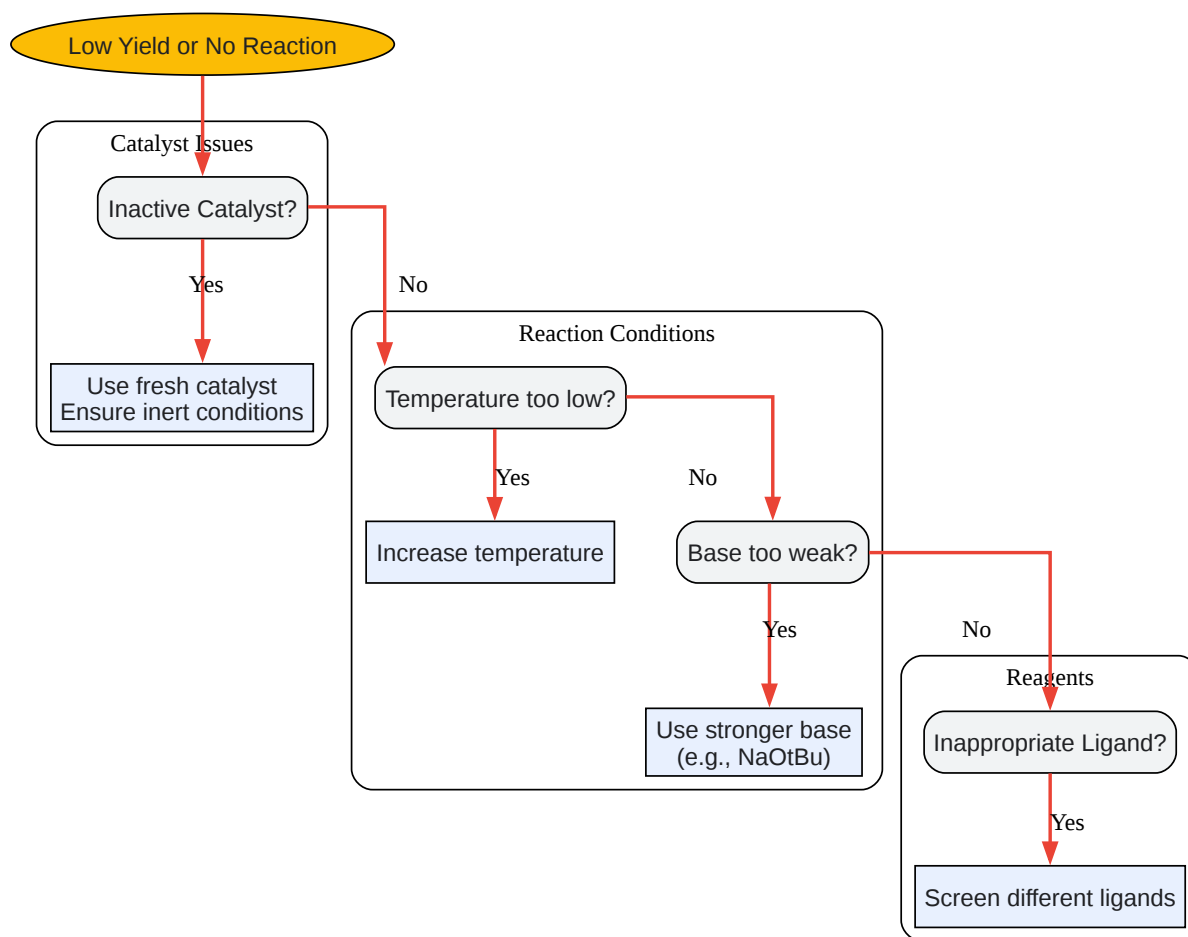 Low Yield or No Reaction
Catalyst Issues
Inactive Catalyst?
Yes
No
Use fresh catalyst
Ensure inert conditions
Reaction Conditions
Temperature too low?
Yes
No
Increase temperature
Base too weak?
Yes
No
Use stronger base
(e.g., NaOtBu)
Reagents
Inappropriate Ligand?
Yes
Screen different ligands